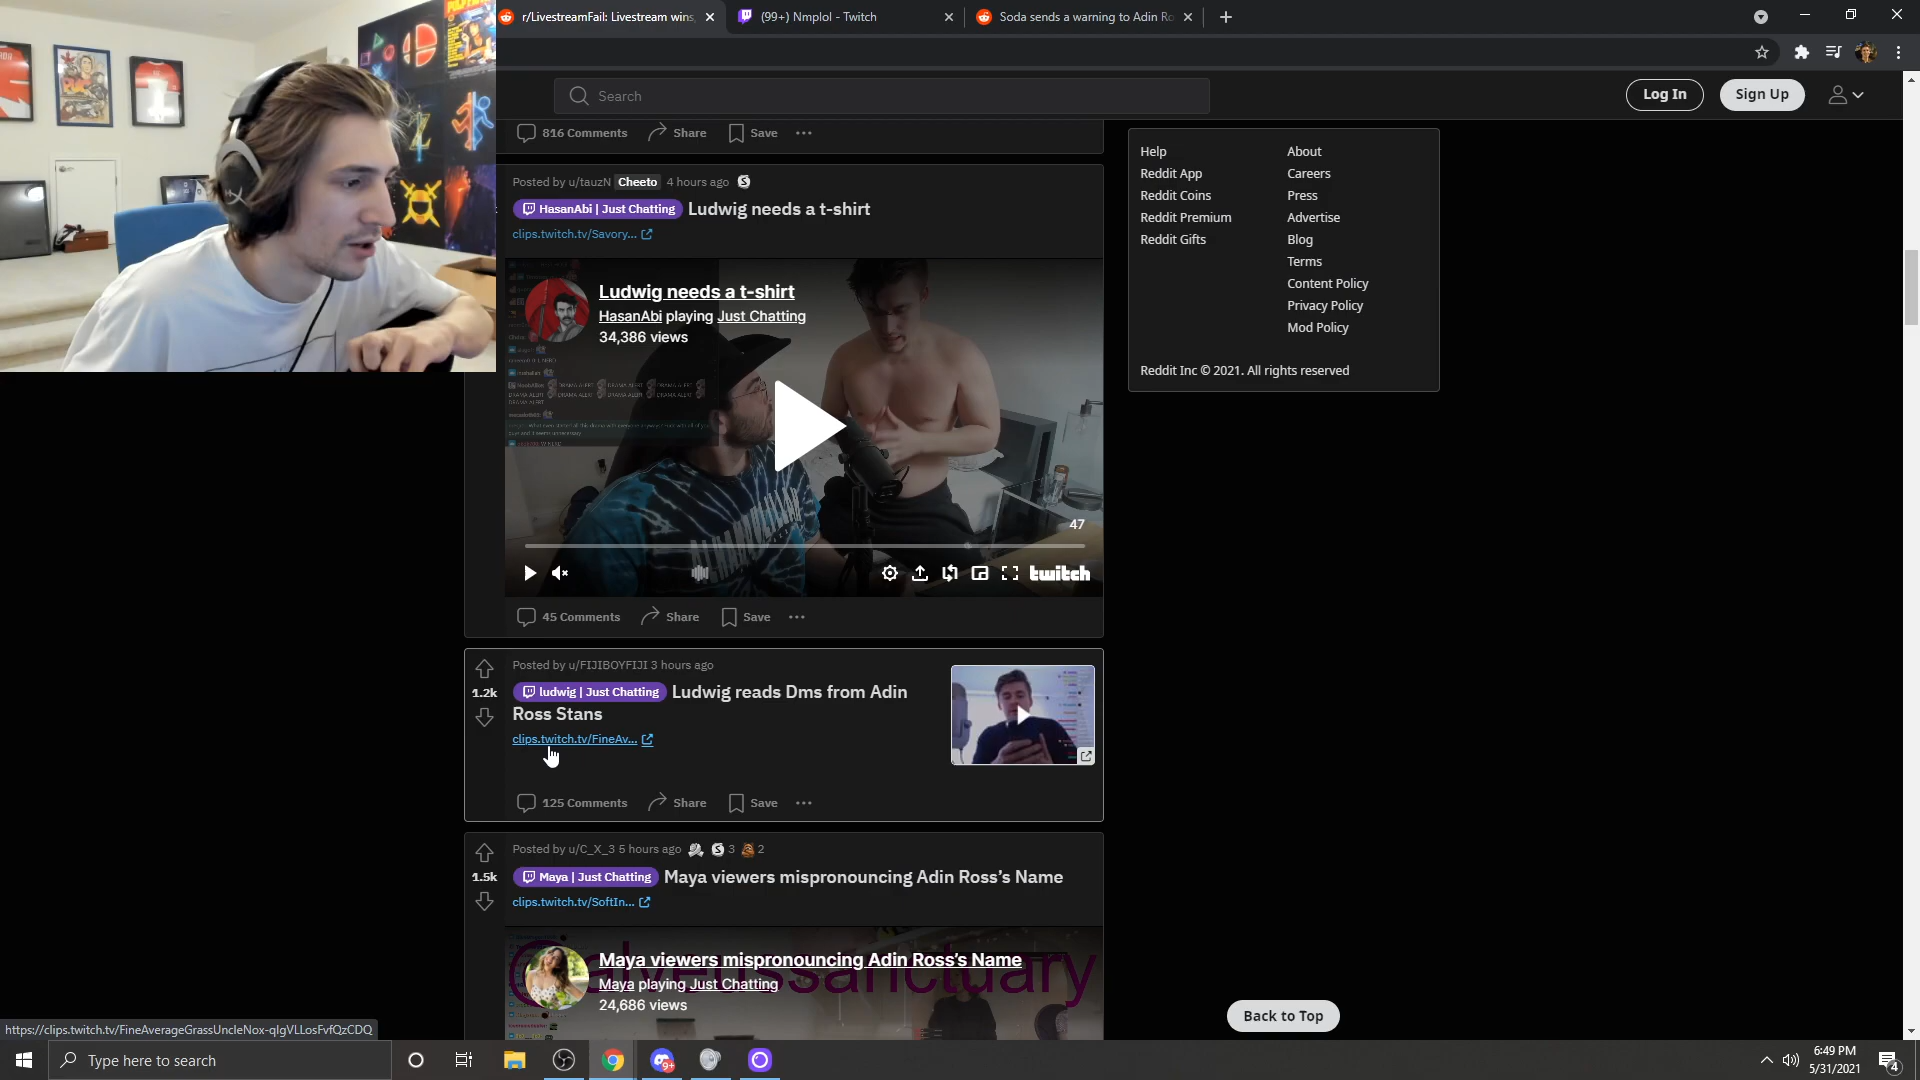 r/LivestreamFail: Livestream wins,
(99+) Nmplol - Twitch
Soda sends a warning to Adin Ro
Search
Log In
Sign Up
816 Comments
Share
Save
Posted by u/tauzN Cheeto 4 hours ago
HasanAbi | Just Chatting Ludwig needs a t-shirt
clips.twitch.tv/Savory...
Ludwig needs a t-shirt
HasanAbi playing Just Chatting
34,386 views
47
twitch
45 Comments
Share
Save
Posted by u/FIJIBOYFIJI 3 hours ago
1.2k
ludwig | Just Chatting Ludwig reads Dms from Adin
Ross Stans
clips.twitch.tv/FineAv...
125 Comments
Share
Save
Posted by u/C_X_3 5 hours ago 3 2
1.5k
Maya | Just Chatting Maya viewers mispronouncing Adin Ross's Name
clips.twitch.tv/SoftIn...
Maya viewers mispronouncing Adin Ross's Name
Maya playing Just Chatting
24,686 views
Help
About
Reddit App
Careers
Reddit Coins
Press
Reddit Premium
Advertise
Reddit Gifts
Blog
Terms
Content Policy
Privacy Policy
Mod Policy
Reddit Inc © 2021. All rights reserved
Back to Top
https://clips.twitch.tv/FineAverageGrassUncleNox-qIgVLLosFvfQzCDQ
Type here to search
9+
6:49 PM
5/31/2021
4